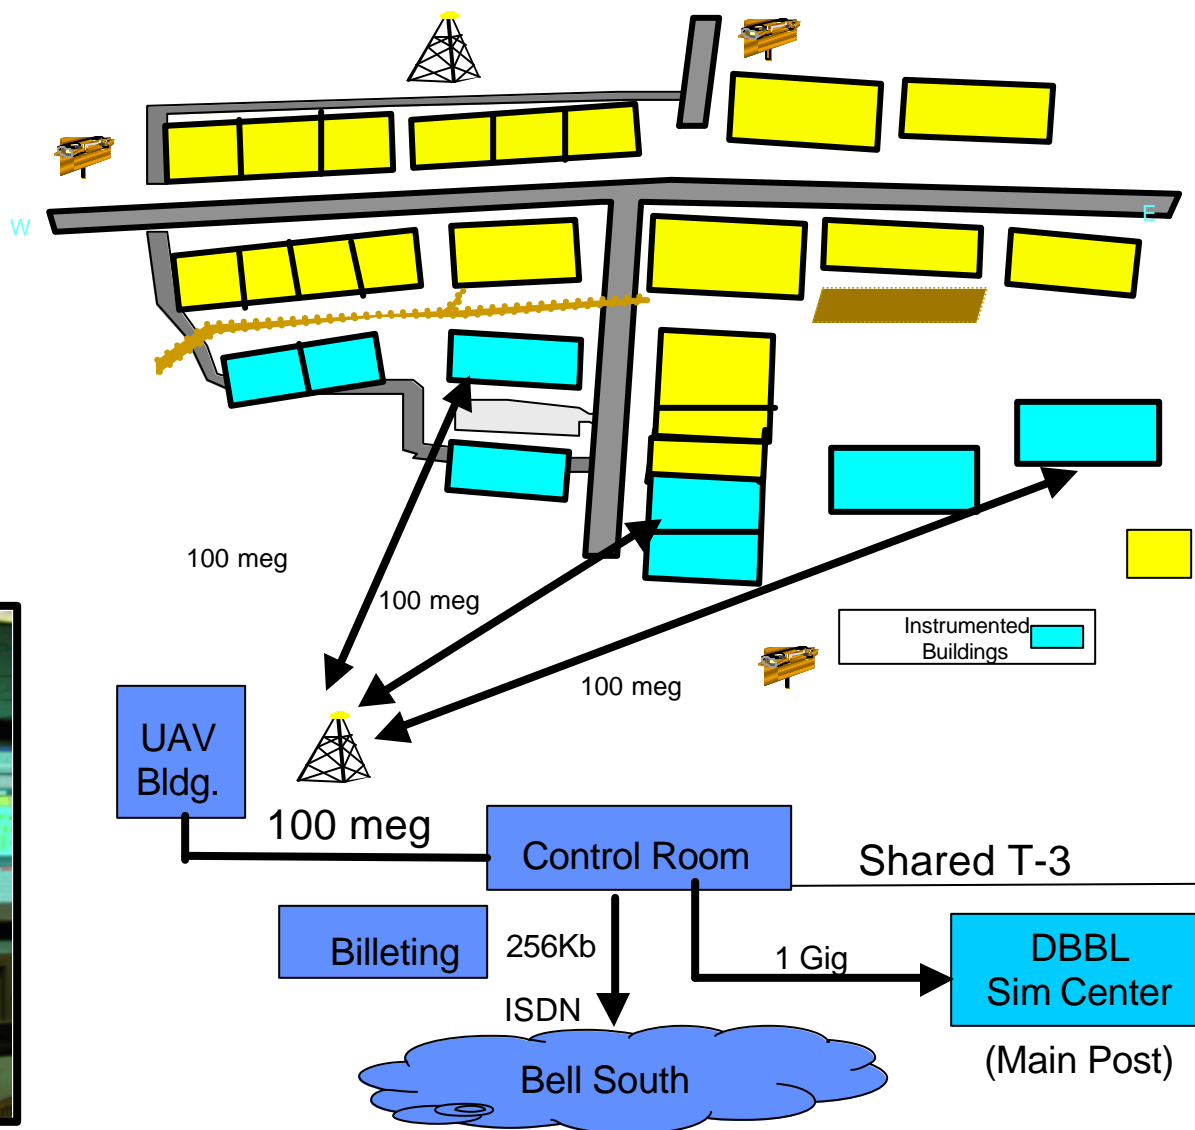 W
E
100 meg
100 meg
100 meg
Instrumented
Buildings
UAV
Bldg.
100 meg
Control Room
Shared T-3
Billeting
256Kb
ISDN
1 Gig
DBBL
Sim Center
(Main Post)
Bell South